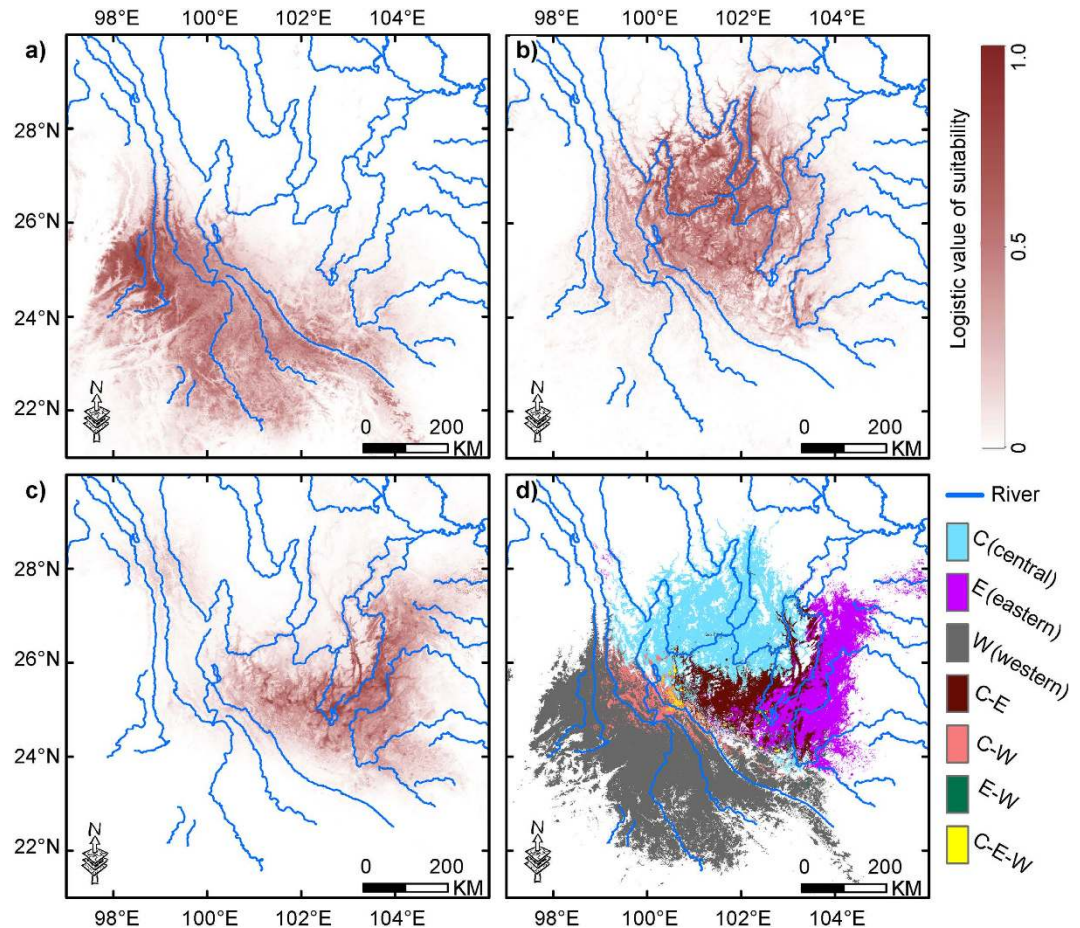 98°E 100°E 102°E 104°E 98°E 100°E 102°E 104°E
a)
28°N
26°N
24°N
22°N
N
0 200
KM
b)
N
0 200
KM
1.0
0.5
0
Logistic value of suitability
c)
28°N
26°N
24°N
22°N
N
0 200
KM
d)
N
0 200
KM
River
C (central)
E (eastern)
W (western)
C-E
C-W
E-W
C-E-W
98°E 100°E 102°E 104°E 98°E 100°E 102°E 104°E